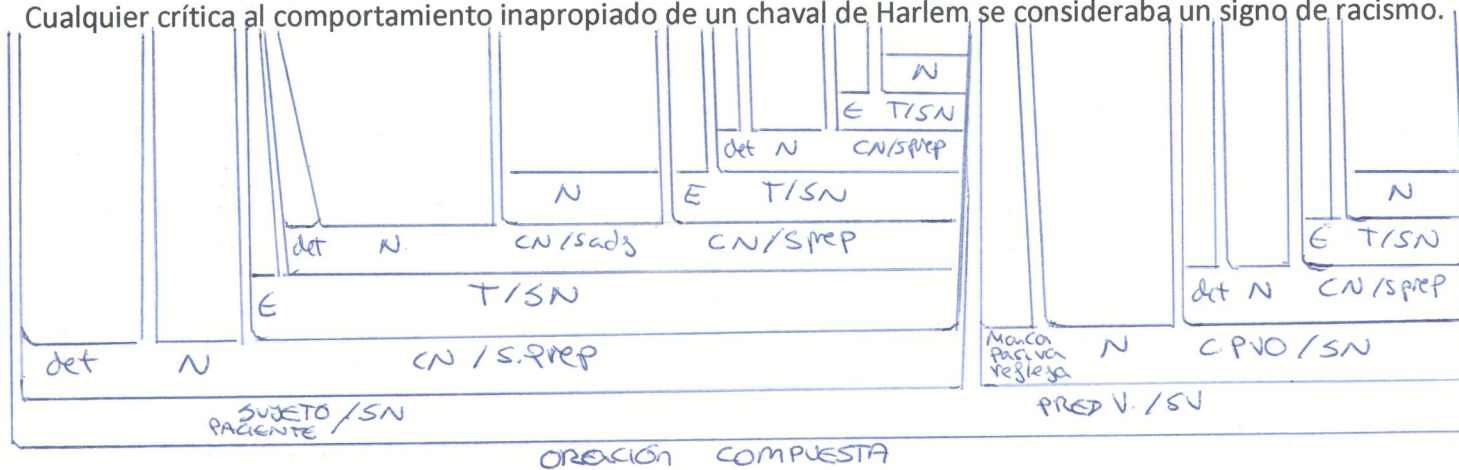 Cualquier crítica al comportamiento inapropiado de un chaval de Harlem se consideraba un signo de racismo.
N
E T/SN
det N CN/Sprep
N E T/SN N
det N CN/Sadj CN/Sprep E T/SN
E T/SN det N CN/Sprep
det N CN/S.Prep Marca pasiva refleja N C.PVO/SN
SUJETO PACIENTE/SN PRED V./SV
ORACIÓN COMPUESTA